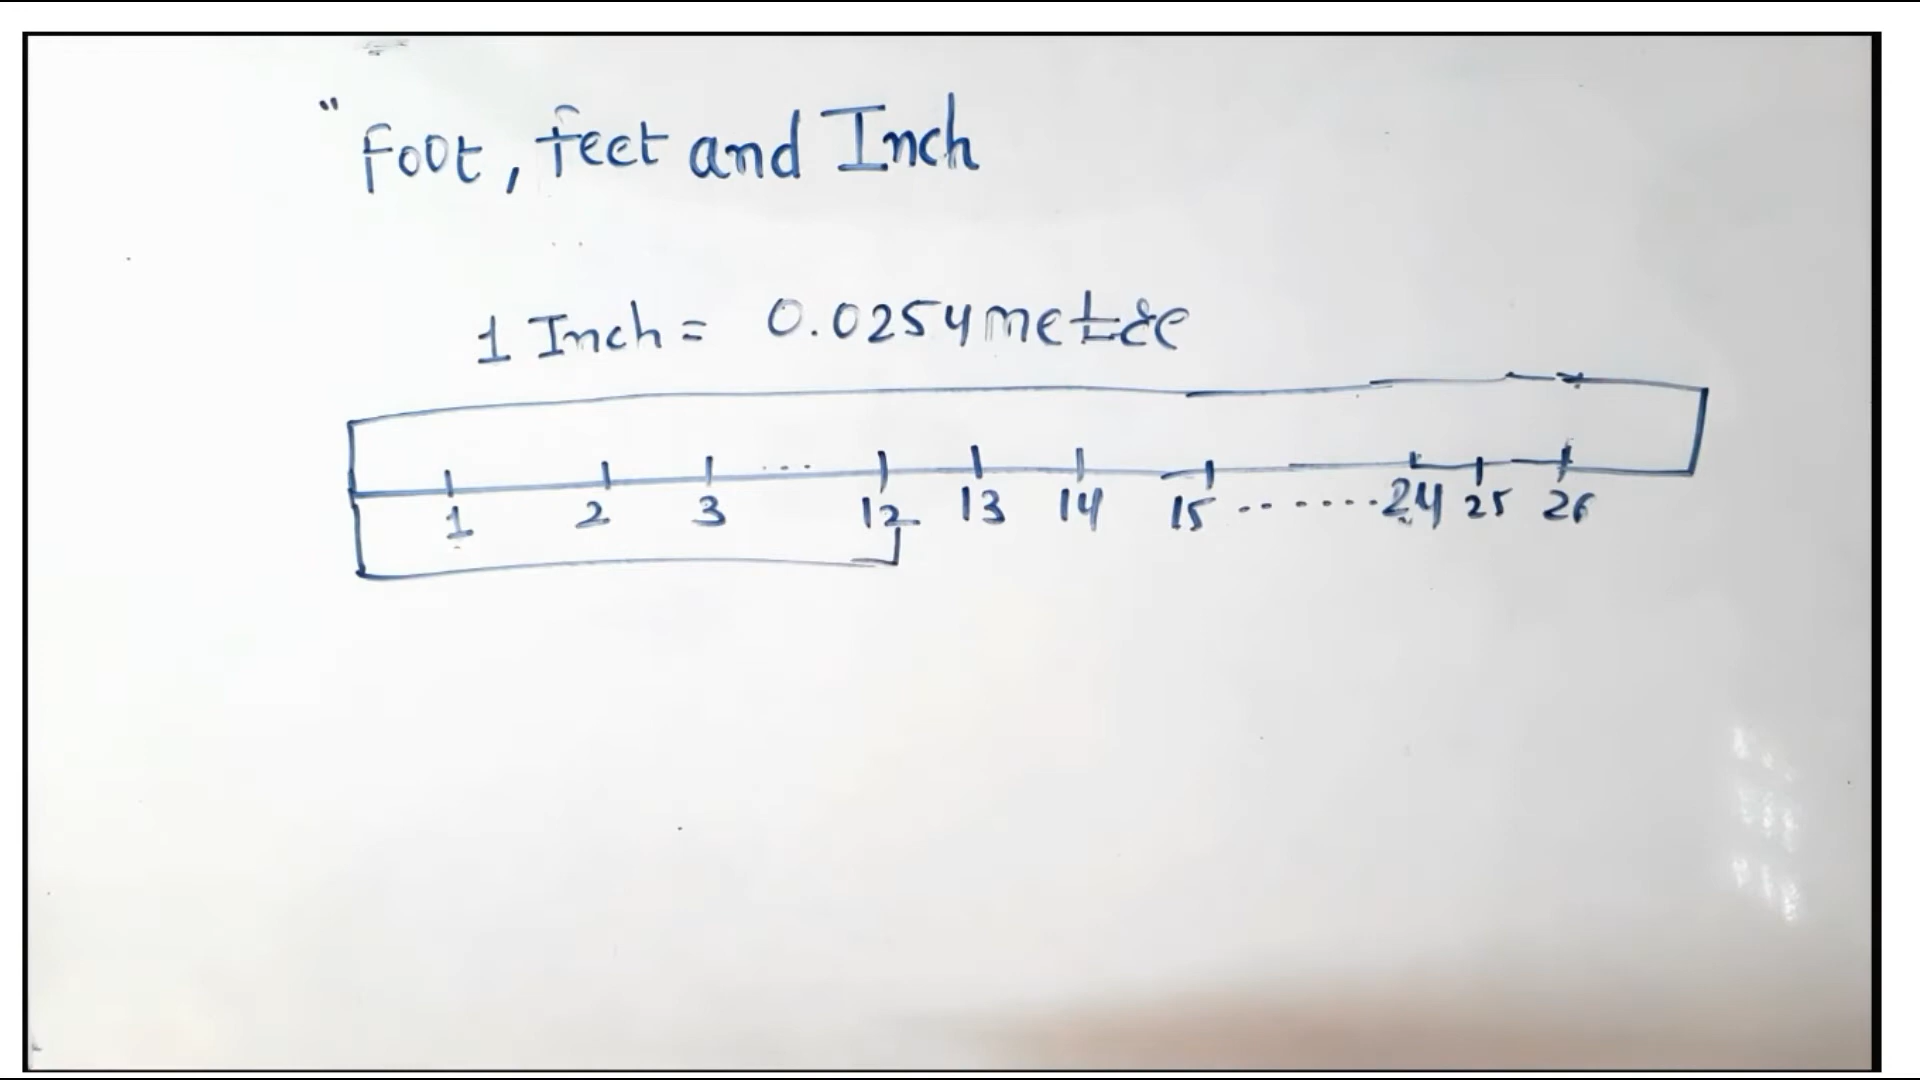 " Foot, feet and Inch
1 Inch = 0.0254 metre
1 2 3 ... 12 13 14 15 ....... 24 25 26